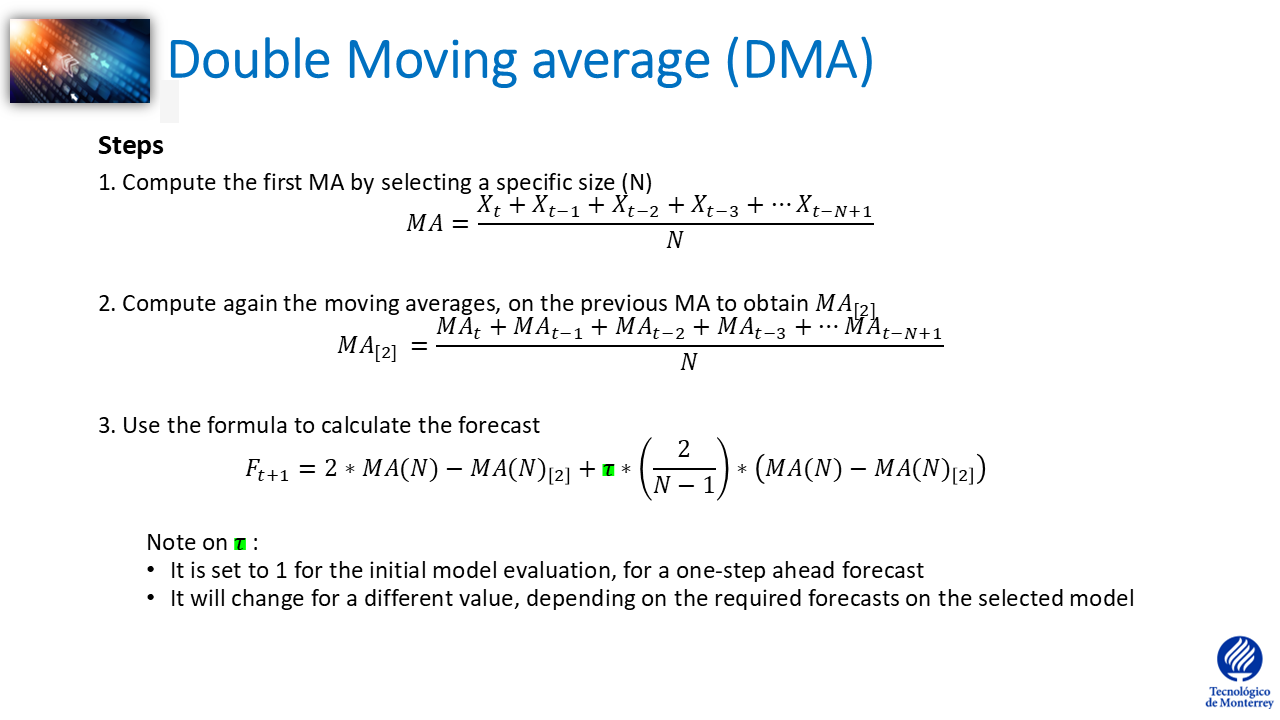 Double Moving average (DMA)
Steps
1. Compute the first MA by selecting a specific size (N)
$MA = \frac{X_t + X_{t-1} + X_{t-2} + X_{t-3} + \cdots X_{t-N+1}}{N}$
2. Compute again the moving averages, on the previous MA to obtain $MA_{[2]}$
$MA_{[2]} = \frac{MA_t + MA_{t-1} + MA_{t-2} + MA_{t-3} + \cdots MA_{t-N+1}}{N}$
3. Use the formula to calculate the forecast
$F_{t+1} = 2 * MA(N) - MA(N)_{[2]} + \tau * \left(\frac{2}{N-1}\right) * \left(MA(N) - MA(N)_{[2]}\right)$
Note on τ :
• It is set to 1 for the initial model evaluation, for a one-step ahead forecast
• It will change for a different value, depending on the required forecasts on the selected model
Tecnológico
de Monterrey